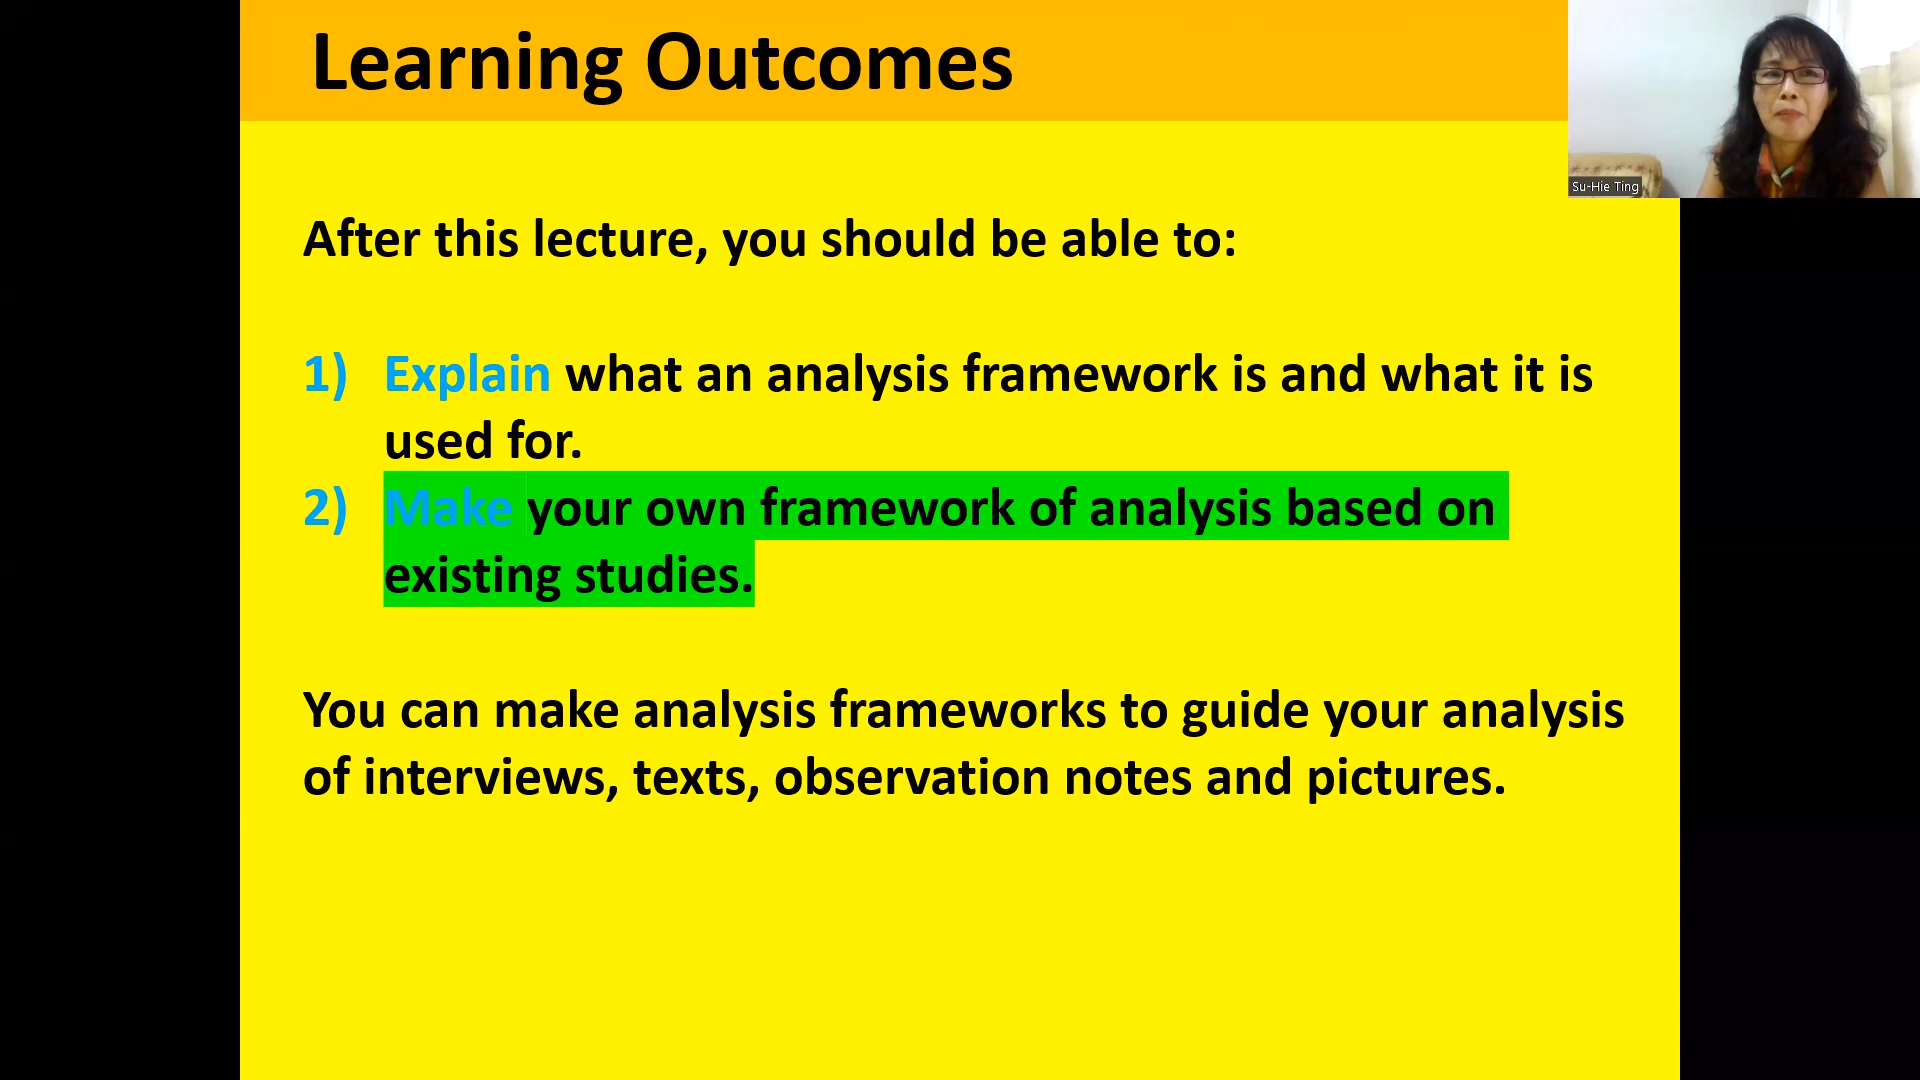 Learning Outcomes
Su-Hie Ting
After this lecture, you should be able to:
1) Explain what an analysis framework is and what it is
used for.
2) Make your own framework of analysis based on
existing studies.
You can make analysis frameworks to guide your analysis
of interviews, texts, observation notes and pictures.